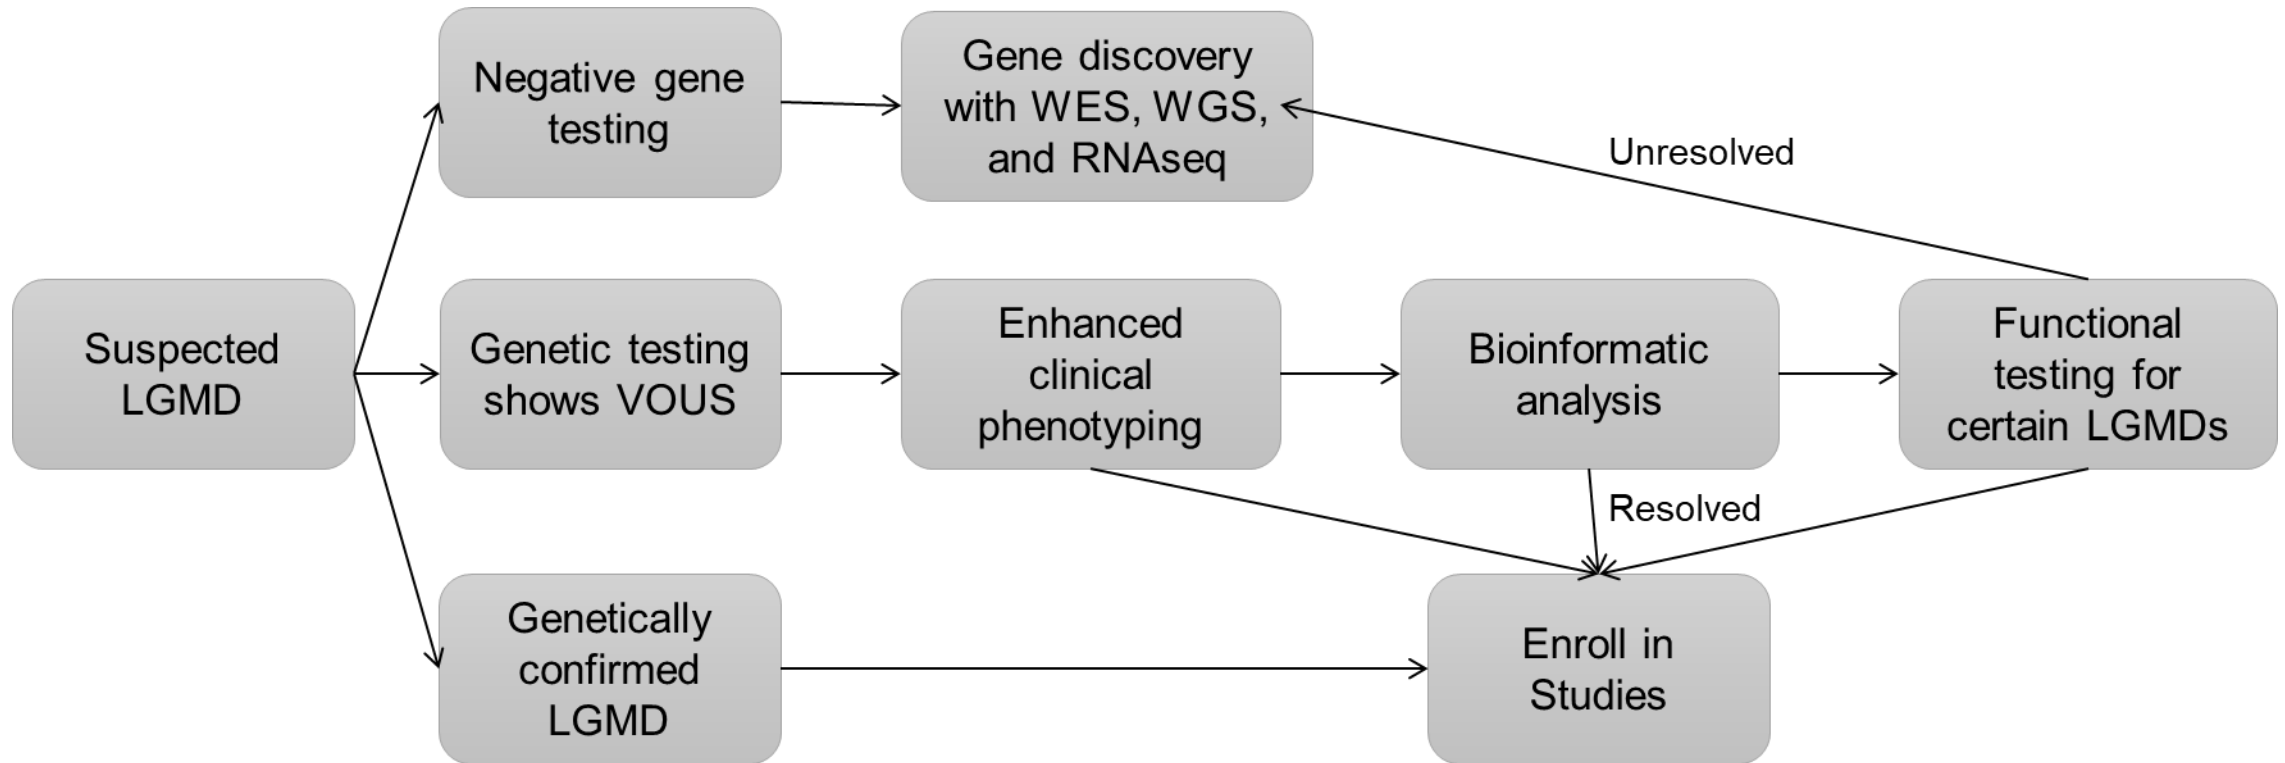 Negative gene
testing
Gene discovery
with WES, WGS,
and RNAseq
Unresolved
Suspected
LGMD
Genetic testing
shows VOUS
Enhanced
clinical
phenotyping
Bioinformatic
analysis
Functional
testing for
certain LGMDs
Resolved
Genetically
confirmed
LGMD
Enroll in
Studies